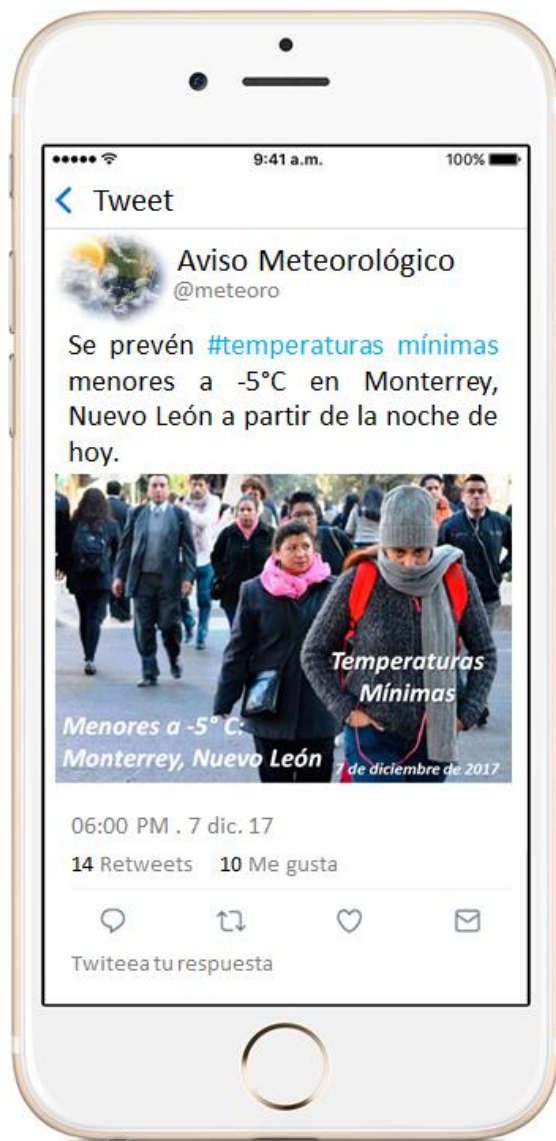 9:41 a.m. 100%
Tweet
Aviso Meteorológico
@meteoro
Se prevén #temperaturas mínimas
menores a -5°C en Monterrey,
Nuevo León a partir de la noche de
hoy.
Temperaturas
Mínimas
Menores a -5° C:
Monterrey, Nuevo León
7 de diciembre de 2017
06:00 PM . 7 dic. 17
14 Retweets 10 Me gusta
Twiteea tu respuesta